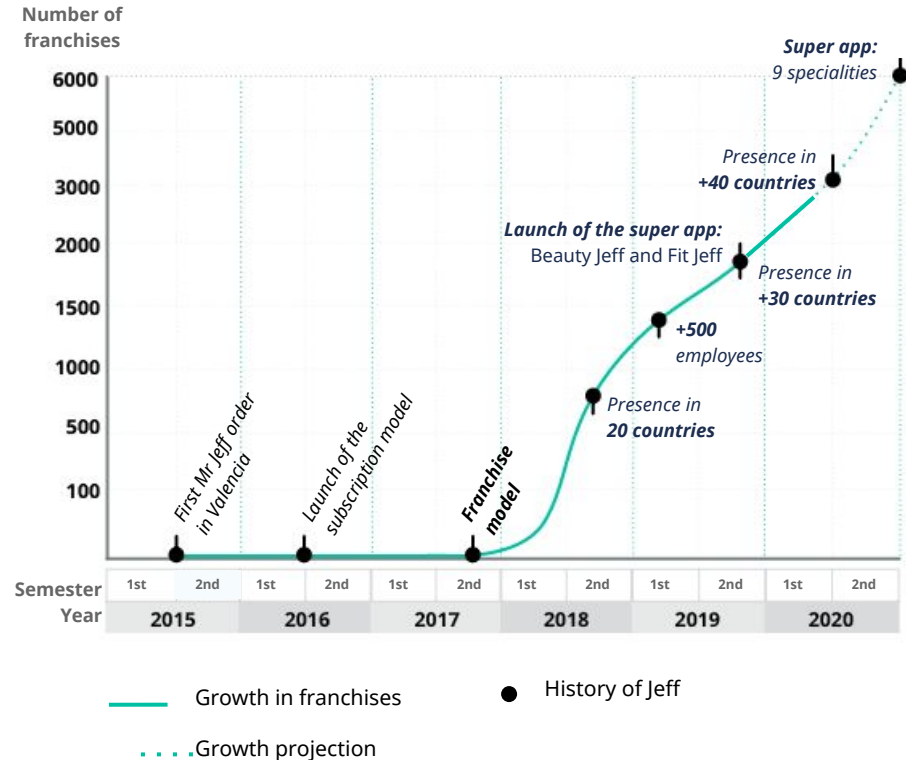 Number of
franchises
6000
5000
3000
2000
1500
1000
500
100
Super app:
9 specialities
Presence in
+40 countries
Launch of the super app:
Beauty Jeff and Fit Jeff
Presence in
+30 countries
+500
employees
Presence in
20 countries
First Mr Jeff order
in Valencia
Launch of the
subscription model
Franchise
model
Semester 1st 2nd 1st 2nd 1st 2nd 1st 2nd 1st 2nd 1st 2nd
Year 2015 2016 2017 2018 2019 2020
Growth in franchises
History of Jeff
Growth projection